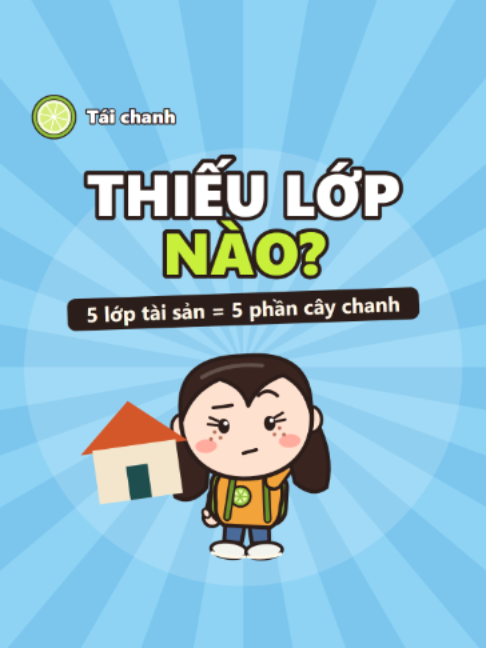 Tái chanh
THIẾU LỚP
NÀO?
5 lớp tài sản = 5 phần cây chanh